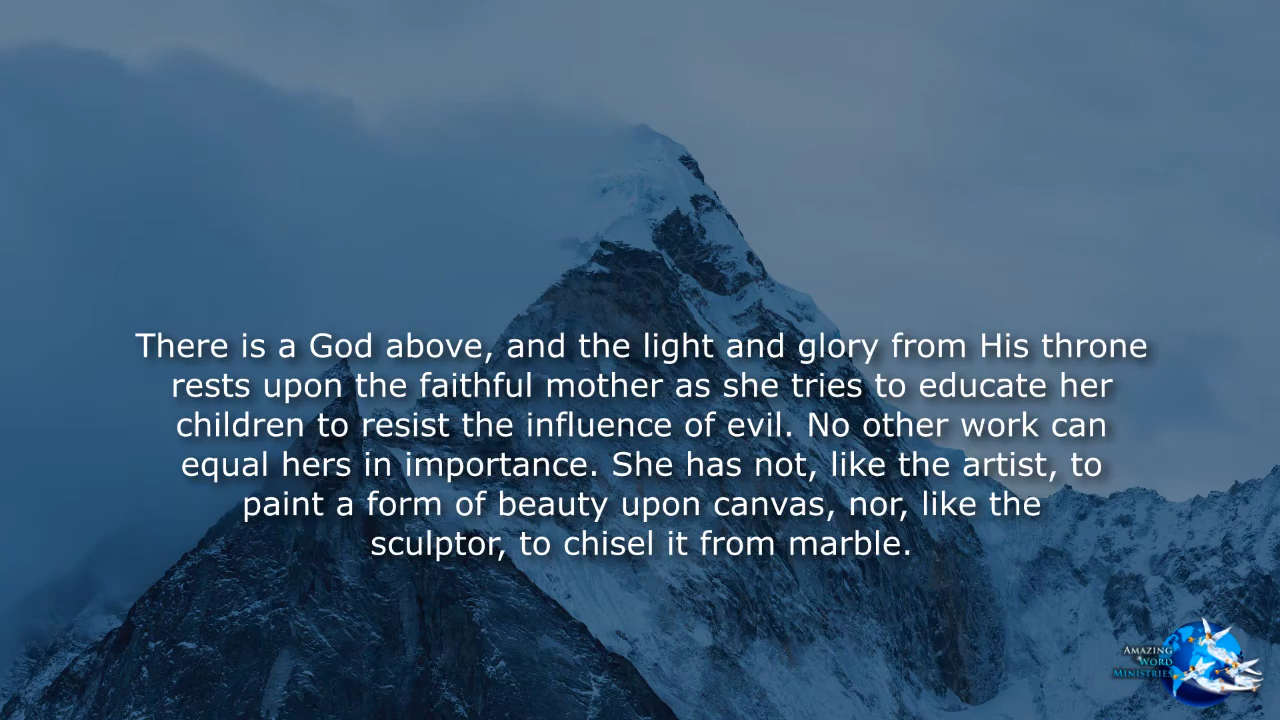 There is a God above, and the light and glory from His throne
rests upon the faithful mother as she tries to educate her
children to resist the influence of evil. No other work can
equal hers in importance. She has not, like the artist, to
paint a form of beauty upon canvas, nor, like the
sculptor, to chisel it from marble.
AMAZING
WORD
MINISTRIES